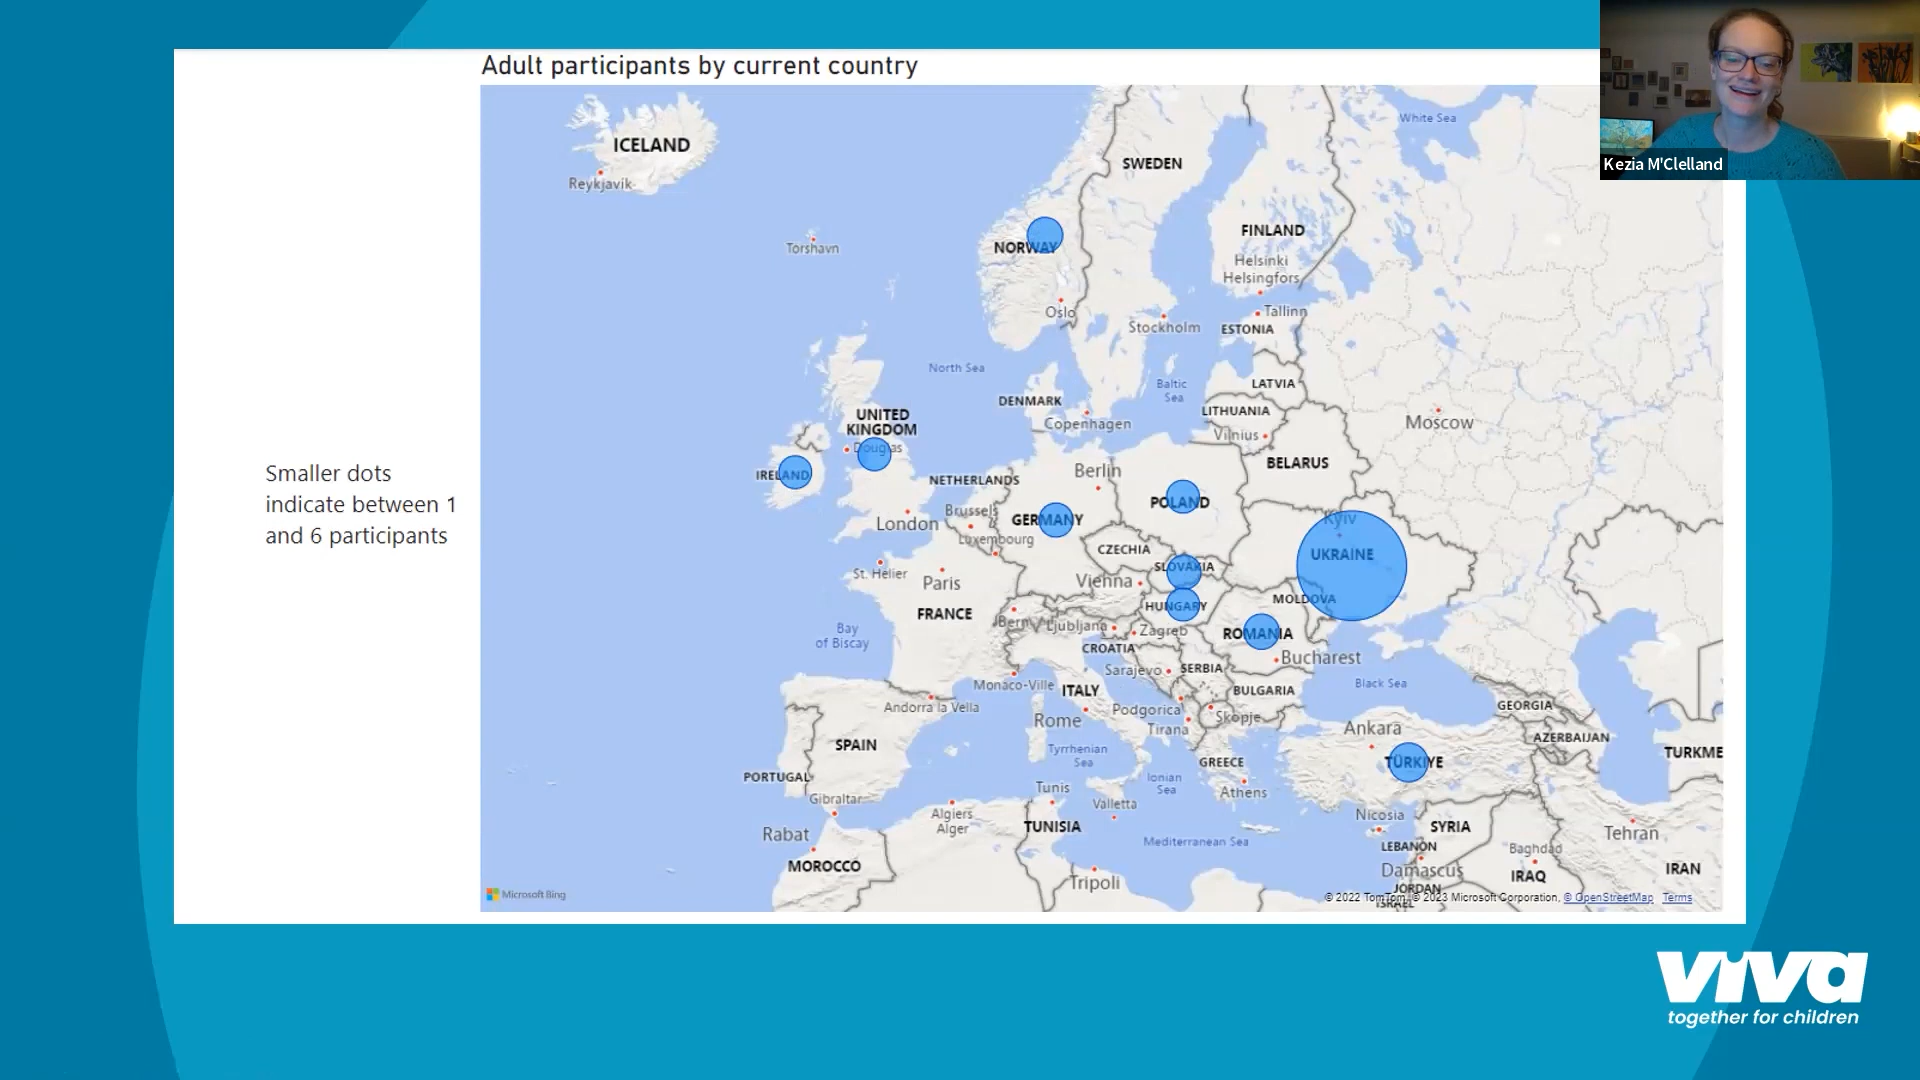 Adult participants by current country
Kezia M'Clelland
Smaller dots
indicate between 1
and 6 participants
ICELAND
Reykjavik
Torshavn
NORWAY
Oslo
SWEDEN
Stockholm
FINLAND
Helsinki
Helsingfors
Tallinn
ESTONIA
White Sea
North Sea
Baltic
Sea
LATVIA
LITHUANIA
Vilnius
Moscow
DENMARK
Copenhagen
UNITED
KINGDOM
Douglas
IRELAND
London
NETHERLANDS
Brussels
Luxembourg
Berlin
GERMANY
POLAND
BELARUS
Kyiv
UKRAINE
CZECHIA
SLOVAKIA
Vienna
St. Helier
Paris
FRANCE
Bern
Ljubljana
HUNGARY
Zagreb
MOLDOVA
ROMANIA
Bucharest
Bay
of Biscay
CROATIA
Sarajevo
SERBIA
Monaco-Ville
ITALY
BULGARIA
Black Sea
Andorra la Vella
Rome
Podgorica
Skopje
Tirana
GEORGIA
AZERBAIJAN
TURKME
SPAIN
PORTUGAL
Gibraltar
Tyrrhenian
Sea
Ionian
Sea
GREECE
Athens
Ankara
TÜRKIYE
Tunis
Valletta
Algiers
Alger
TUNISIA
Rabat
MOROCCO
Tripoli
Mediterranean Sea
Nicosia
SYRIA
LEBANON
Damascus
JORDAN
ISRAEL
Baghdad
IRAQ
Tehran
IRAN
Microsoft Bing
© 2022 TomTom, © 2023 Microsoft Corporation, © OpenStreetMap Terms
viva
together for children